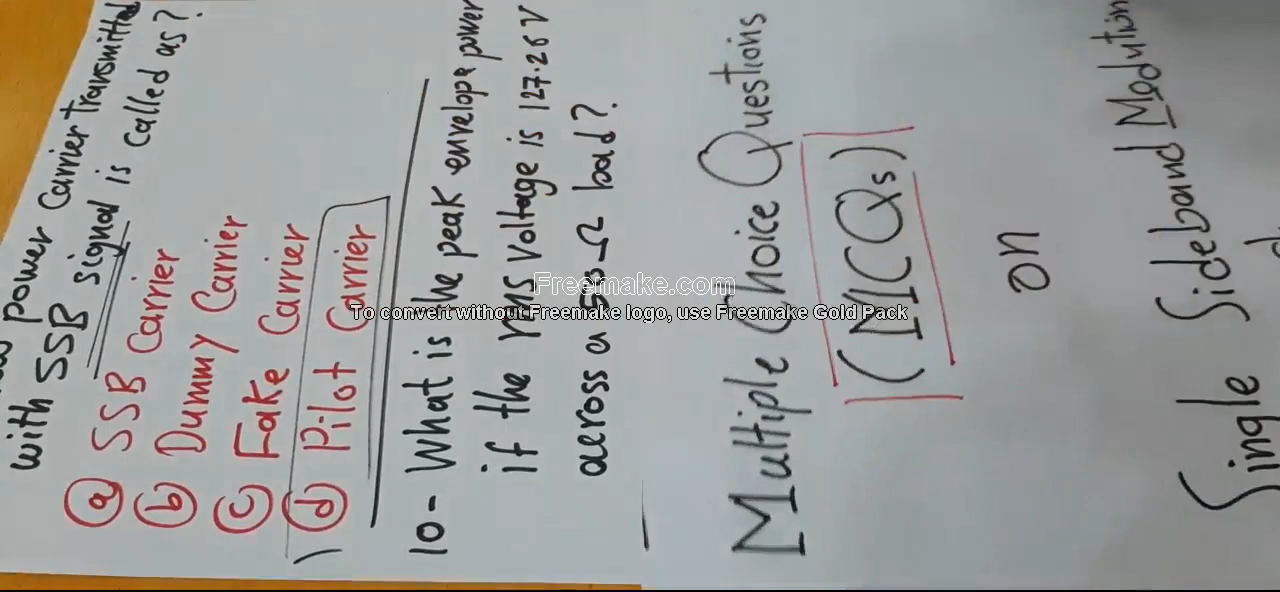 power Carrier transmitted
with SSB signal is called as?
(a) SSB Carrier
(b) Dummy Carrier
(c) Fake Carrier
(d) Pilot Carrier
10- What is the peak envelope power
if the rms voltage is 127.26 V
across a 50-Ω load?
Multiple Choice Questions
(MCQs)
on
Single Sideband Modution
Freemake.com
To convert without Freemake logo, use Freemake Gold Pack